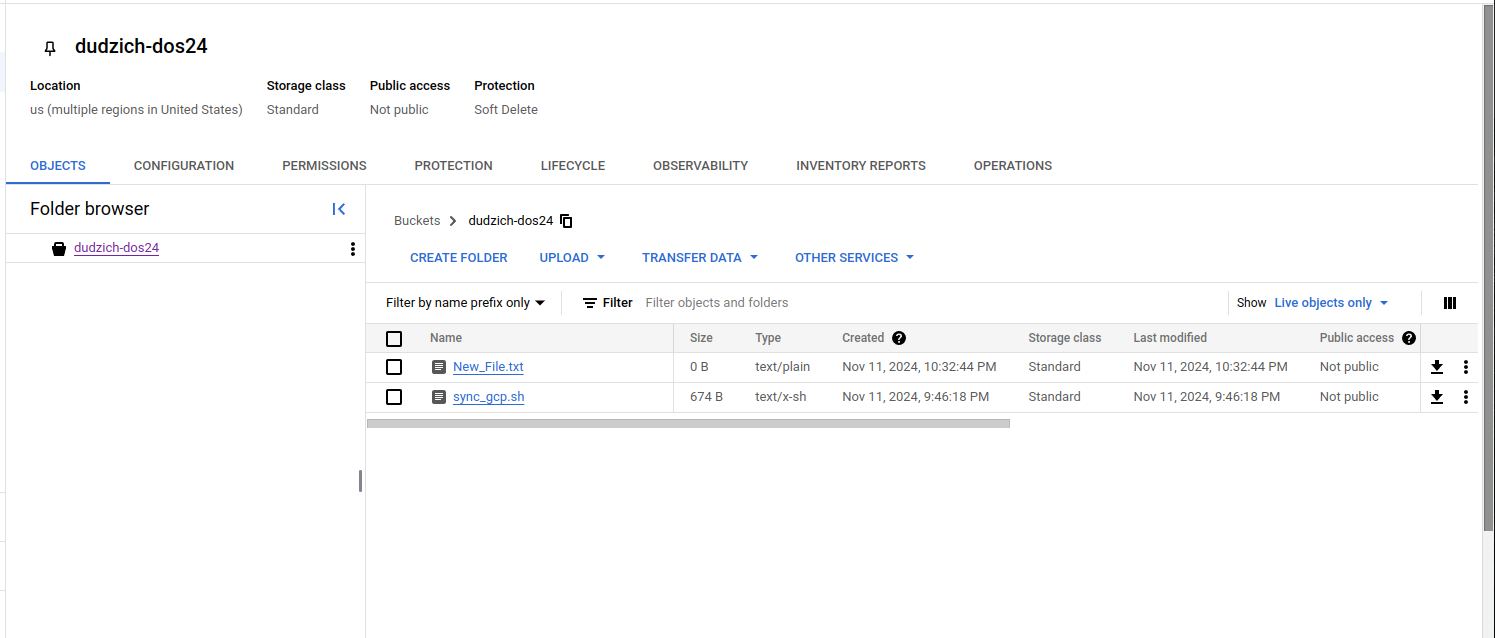 dudzich-dos24
Location Storage class Public access Protection
us (multiple regions in United States) Standard Not public Soft Delete
OBJECTS CONFIGURATION PERMISSIONS PROTECTION LIFECYCLE OBSERVABILITY INVENTORY REPORTS OPERATIONS
Folder browser
dudzich-dos24
Buckets dudzich-dos24
CREATE FOLDER UPLOAD TRANSFER DATA OTHER SERVICES
Filter by name prefix only Filter Filter objects and folders Show Live objects only
Name Size Type Created ? Storage class Last modified Public access ?
New_File.txt 0 B text/plain Nov 11, 2024, 10:32:44 PM Standard Nov 11, 2024, 10:32:44 PM Not public
sync_gcp.sh 674 B text/x-sh Nov 11, 2024, 9:46:18 PM Standard Nov 11, 2024, 9:46:18 PM Not public